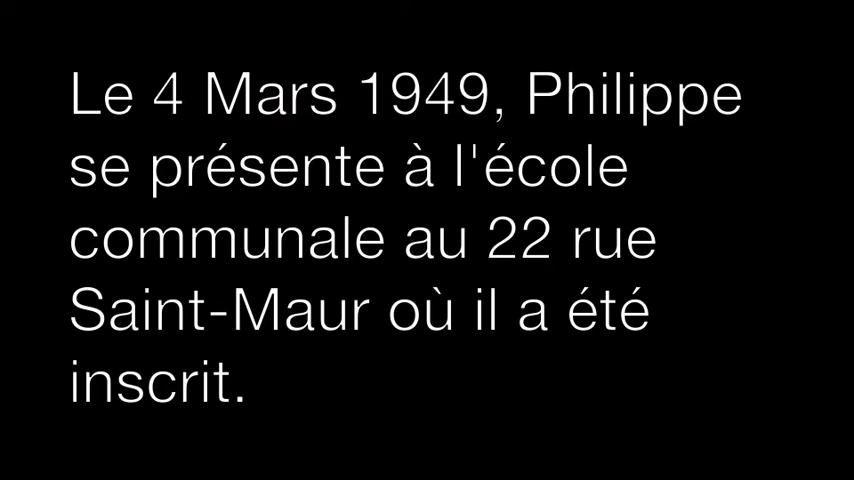 Le 4 Mars 1949, Philippe
se présente à l'école
communale au 22 rue
Saint-Maur où il a été
inscrit.